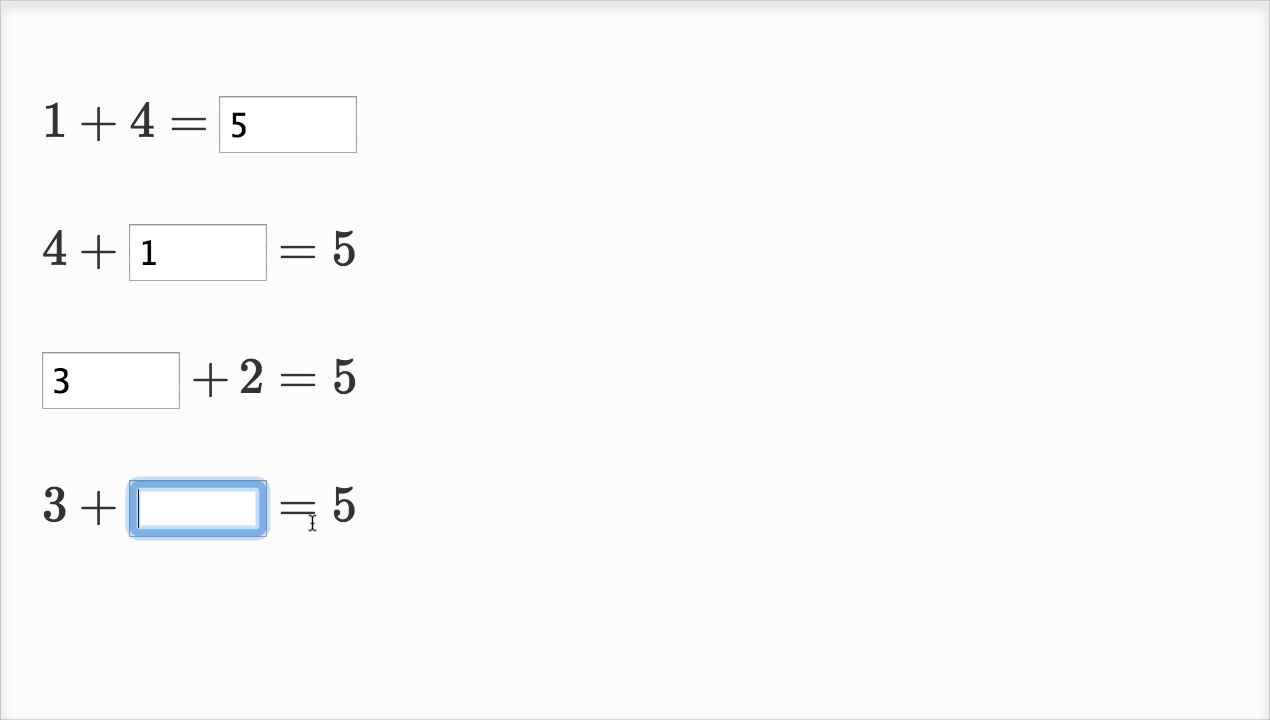 1 + 4 = 5
4 + 1 = 5
3 + 2 = 5
3 + = 5